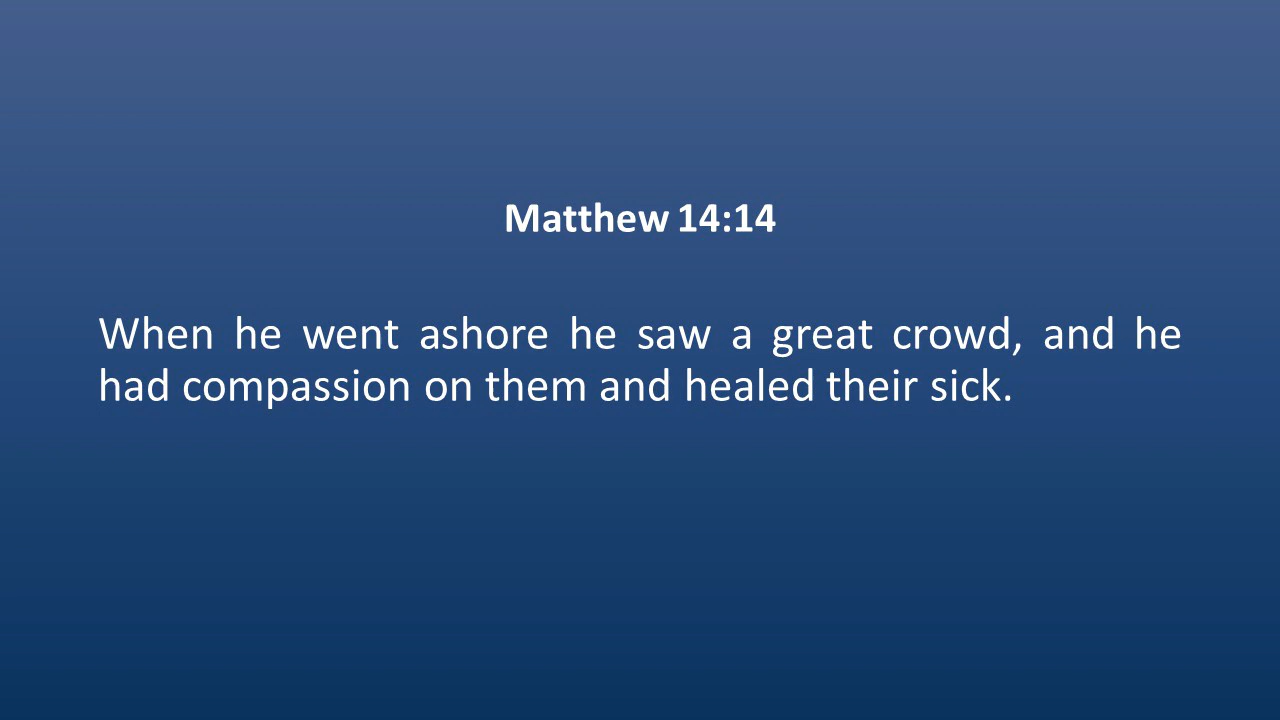 Matthew 14:14
When he went ashore he saw a great crowd, and he
had compassion on them and healed their sick.